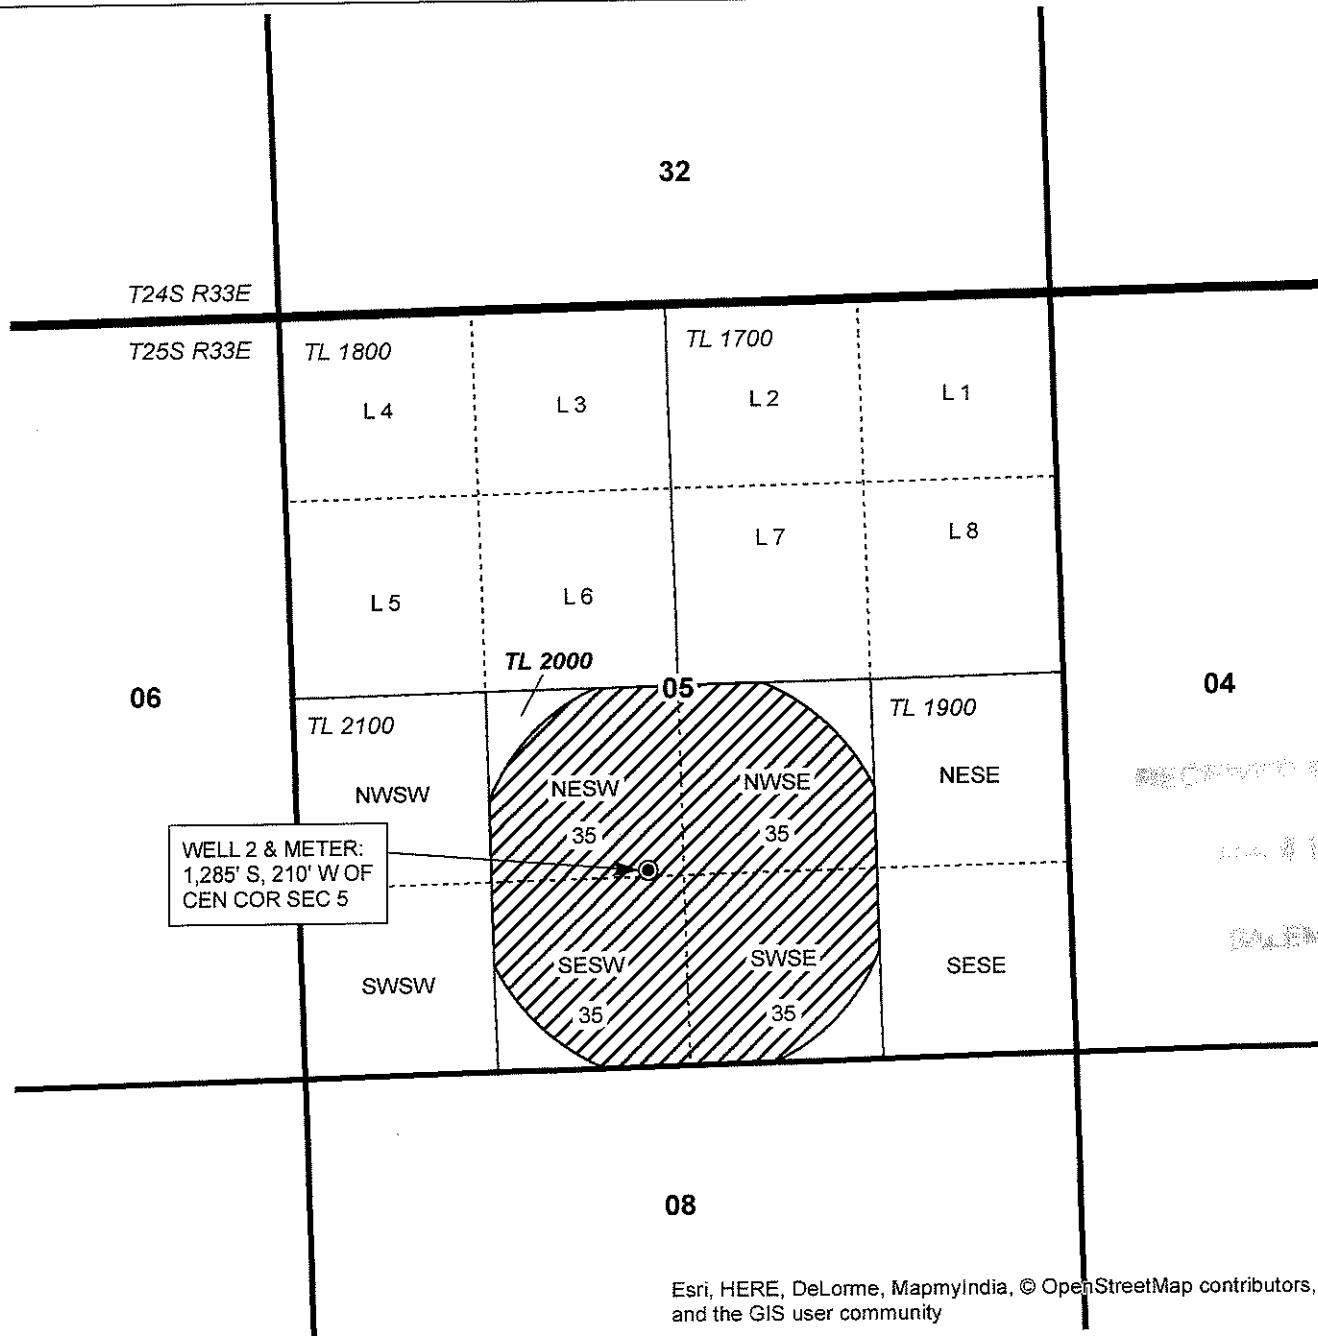 32
T24S R33E
T25S R33E
TL 1800
TL 1700
L 4
L 3
L 2
L 1
L 5
L 6
L 7
L 8
TL 2000
06
05
04
TL 2100
TL 1900
NWSW
NESW
35
NWSE
35
NESE
WELL 2 & METER:
1,285' S, 210' W OF
CEN COR SEC 5
SWSW
SESW
35
SWSE
35
SESE
08
Esri, HERE, DeLorme, MapmyIndia, © OpenStreetMap contributors,
and the GIS user community